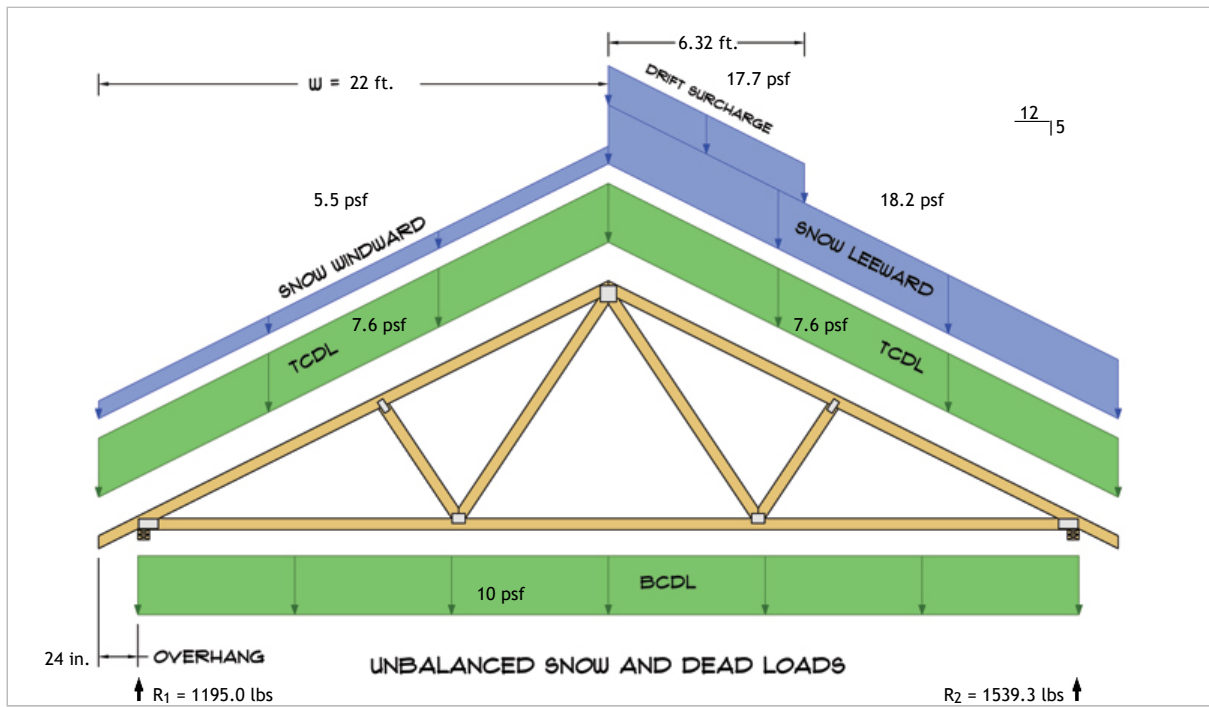 6.32 ft.
W = 22 ft.
DRIFT SURCHARGE
17.7 psf
12
5
5.5 psf
18.2 psf
SNOW WINDWARD
SNOW LEEWARD
7.6 psf
7.6 psf
TCDL
TCDL
10 psf
BCDL
24 in.
OVERHANG
UNBALANCED SNOW AND DEAD LOADS
R1 = 1195.0 lbs
R2 = 1539.3 lbs